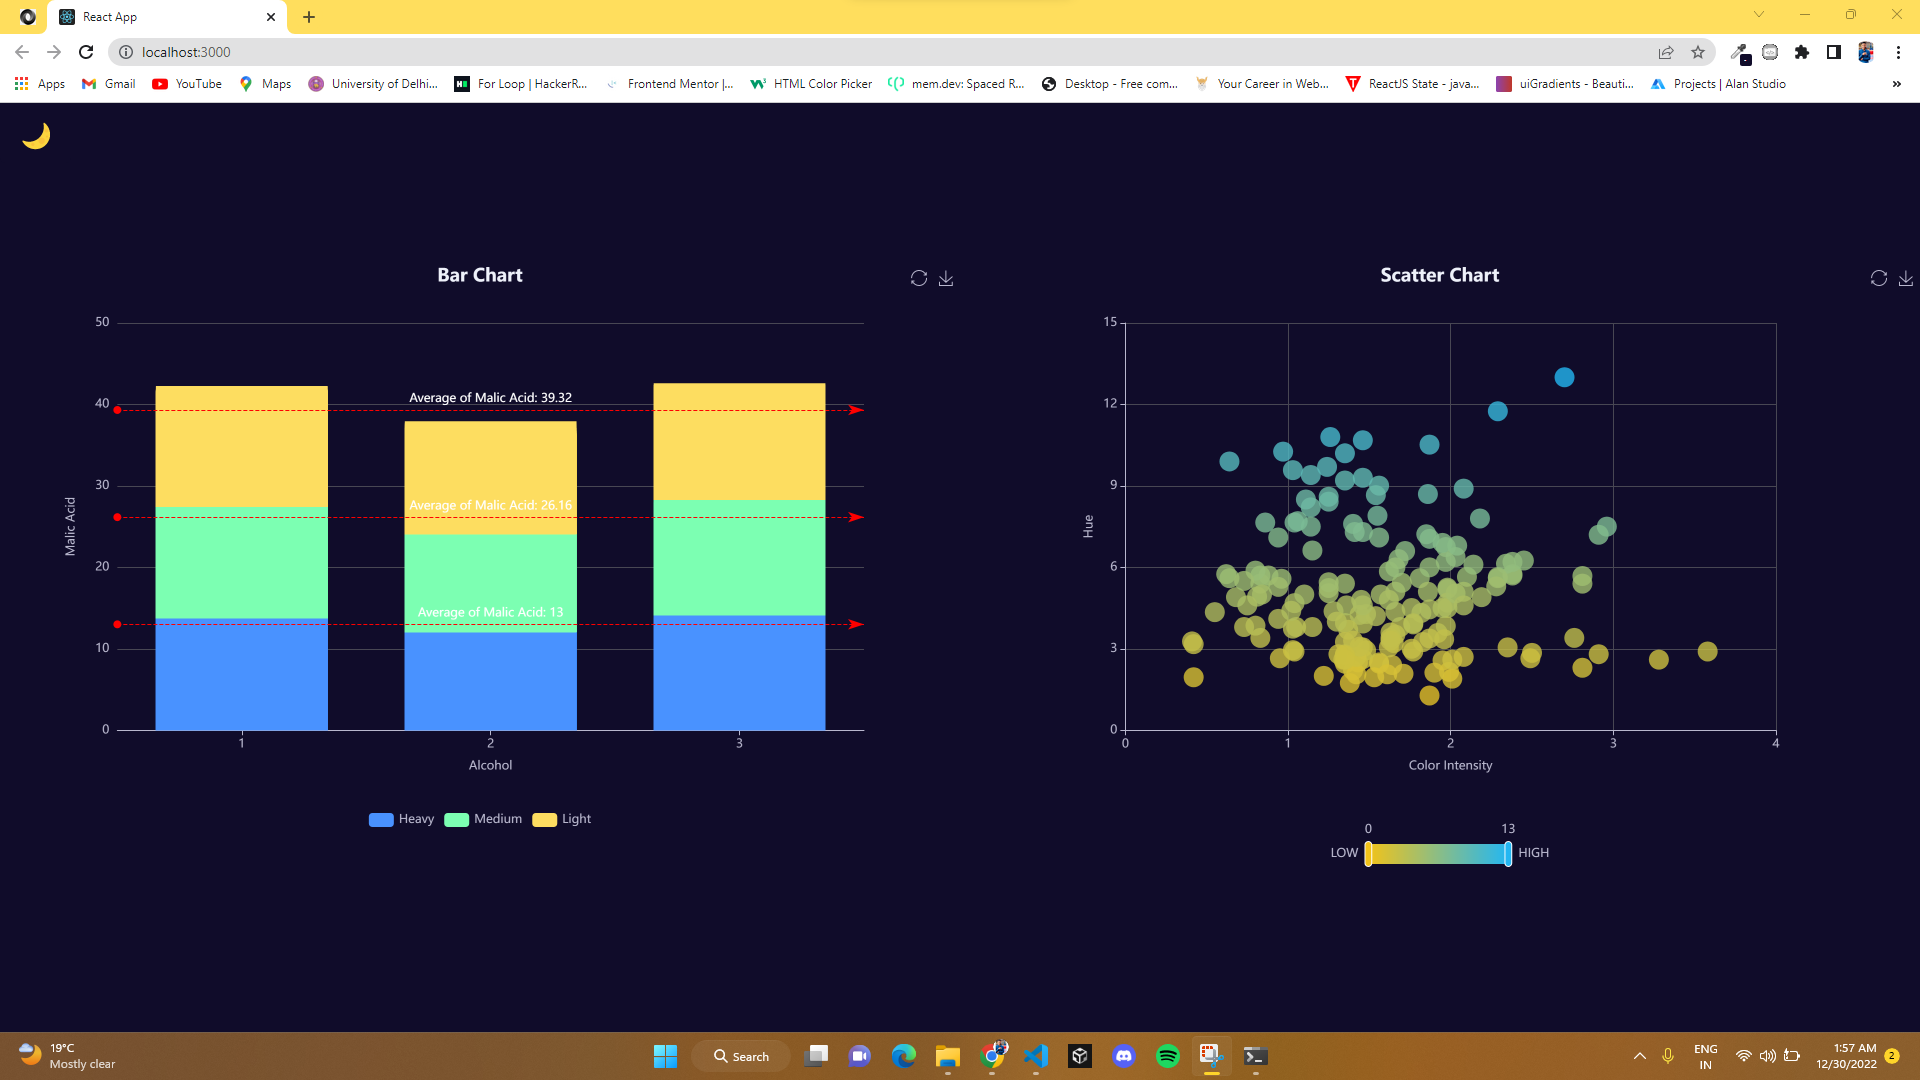 React App
localhost:3000
Apps Gmail YouTube Maps University of Delhi... For Loop | HackerR... Frontend Mentor |... HTML Color Picker mem.dev: Spaced R... Desktop - Free com... Your Career in Web... ReactJS State - java... uiGradients - Beauti... Projects | Alan Studio »
Bar Chart
50
40
30
20
10
0
Malic Acid
Average of Malic Acid: 39.32
Average of Malic Acid: 26.16
Average of Malic Acid: 13
1 2 3
Alcohol
Heavy Medium Light
Scatter Chart
15
12
9
6
3
0
Hue
0 1 2 3 4
Color Intensity
0 13
LOW HIGH
19°C
Mostly clear
Search
ENG
IN
1:57 AM
12/30/2022
2